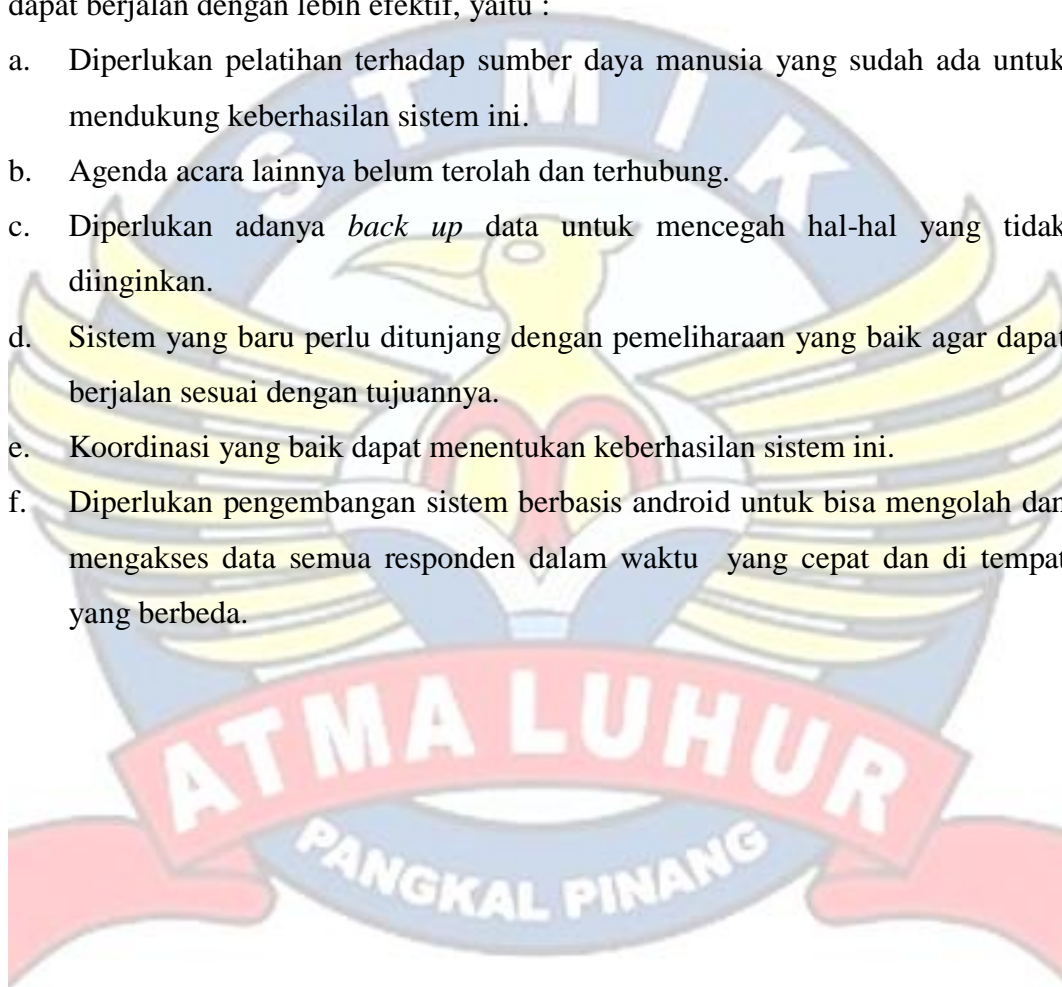 dapat berjalan dengan lebih efektif, yaitu :
a. Diperlukan pelatihan terhadap sumber daya manusia yang sudah ada untuk
mendukung keberhasilan sistem ini.
b. Agenda acara lainnya belum terolah dan terhubung.
c. Diperlukan adanya back up data untuk mencegah hal-hal yang tidak
diinginkan.
d. Sistem yang baru perlu ditunjang dengan pemeliharaan yang baik agar dapat
berjalan sesuai dengan tujuannya.
e. Koordinasi yang baik dapat menentukan keberhasilan sistem ini.
f. Diperlukan pengembangan sistem berbasis android untuk bisa mengolah dan
mengakses data semua responden dalam waktu yang cepat dan di tempat
yang berbeda.
STMIK
ATMA LUHUR
PANGKAL PINANG